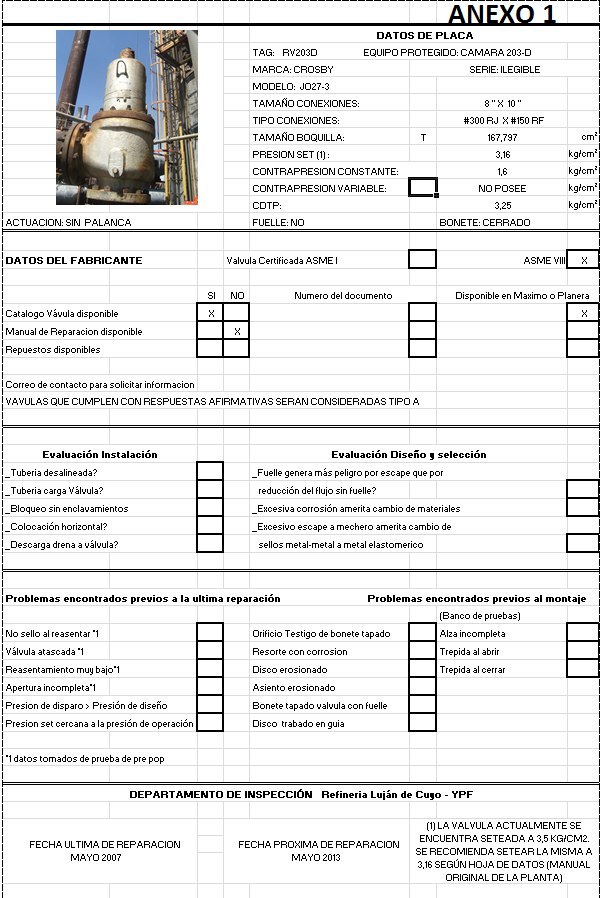 ANEXO 1
DATOS DE PLACA
TAG: RV203D EQUIPO PROTEGIDO: CAMARA 203-D
MARCA: CROSBY SERIE: ILEGIBLE
MODELO: JO27-3
TAMAÑO CONEXIONES: 8 " X 10 "
TIPO CONEXIONES: #300 RJ X #150 RF
TAMAÑO BOQUILLA: T 167,797 cm²
PRESION SET (1) : 3,16 kg/cm²
CONTRAPRESION CONSTANTE: 1,6 kg/cm²
CONTRAPRESION VARIABLE: NO POSEE kg/cm²
CDTP: 3,25 kg/cm²
ACTUACION: SIN PALANCA FUELLE: NO BONETE: CERRADO
DATOS DEL FABRICANTE Valvula Certificada ASME I ASME VIII X
SI NO Numero del documento Disponible en Maximo o Planera
Catalogo Vávula disponible X X
Manual de Reparacion disponible X
Repuestos disponibles
Correo de contacto para solicitar informacion
VAVULAS QUE CUMPLEN CON RESPUESTAS AFIRMATIVAS SERAN CONSIDERADAS TIPO A
Evaluación Instalación Evaluación Diseño y selección
_Tuberia desalineada? _Fuelle genera más peligro por escape que por
_Tuberia carga Válvula? reducción del flujo sin fuelle?
_Bloqueo sin enclavamientos _Excesiva corrosión amerita cambio de materiales
_Colocación horizontal? _Excesivo escape a mechero amerita cambio de
_Descarga drena a válvula? sellos metal-metal a metal elastomerico
Problemas encontrados previos a la ultima reparación Problemas encontrados previos al montaje
(Banco de pruebas)
No sello al reasentar *1 Orificio Testigo de bonete tapado Alza incompleta
Válvula atascada *1 Resorte con corrosion Trepida al abrir
Reasentamiento muy bajo*1 Disco erosionado Trepida al cerrar
Apertura incompleta*1 Asiento erosionado
Presion de disparo > Presión de diseño Bonete tapado valvula con fuelle
Presion set cercana a la presión de operación Disco trabado en guia
*1 datos tomados de prueba de pre pop
DEPARTAMENTO DE INSPECCIÓN Refineria Luján de Cuyo - YPF
FECHA ULTIMA DE REPARACION
MAYO 2007
FECHA PROXIMA DE REPARACION
MAYO 2013
(1) LA VALVULA ACTUALMENTE SE
ENCUENTRA SETEADA A 3,5 KG/CM2.
SE RECOMIENDA SETEAR LA MISMA A
3,16 SEGÚN HOJA DE DATOS (MANUAL
ORIGINAL DE LA PLANTA)